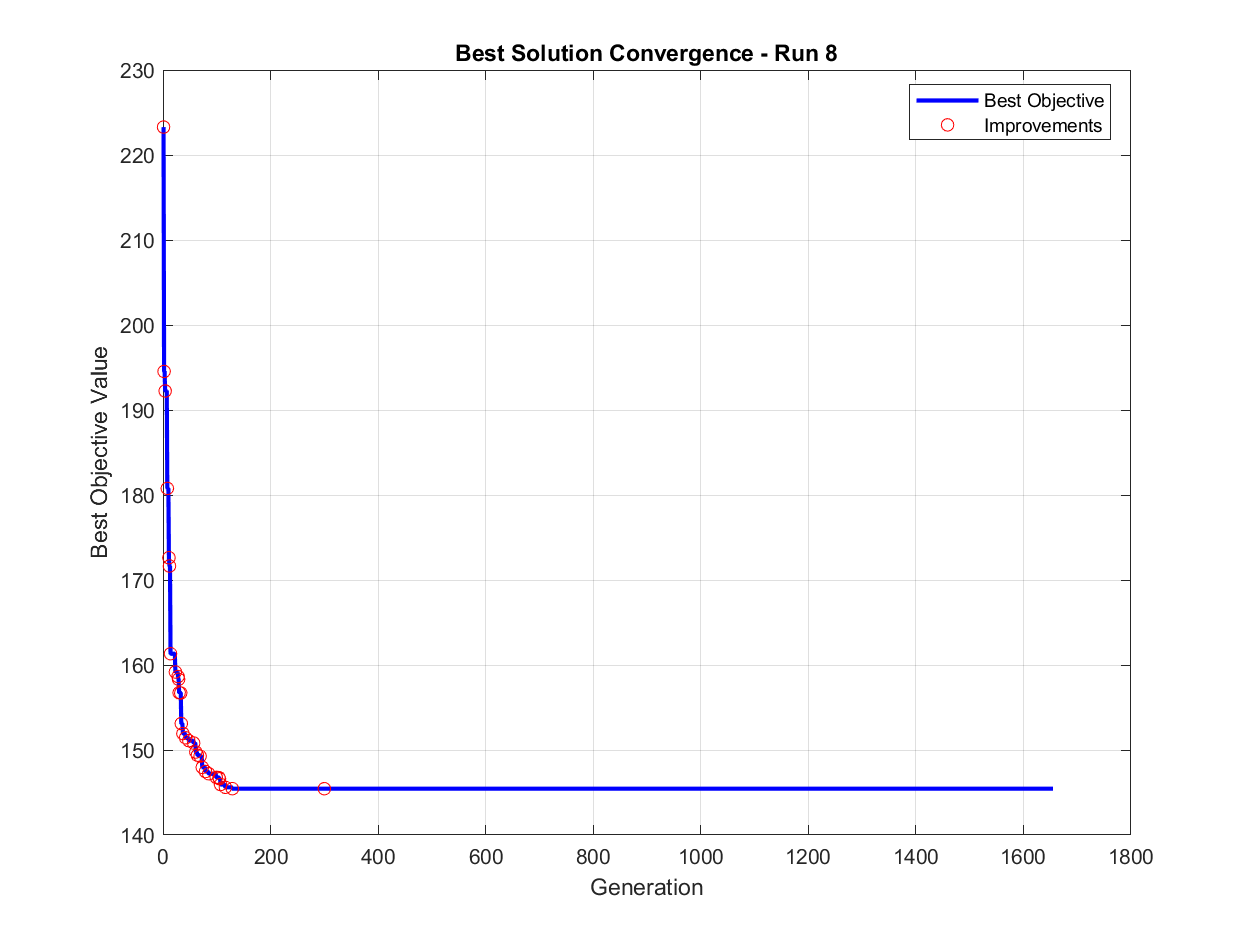 Best Solution Convergence - Run 8
230
220
210
200
190
180
170
160
150
140
Best Objective Value
Best Objective
Improvements
0 200 400 600 800 1000 1200 1400 1600 1800
Generation